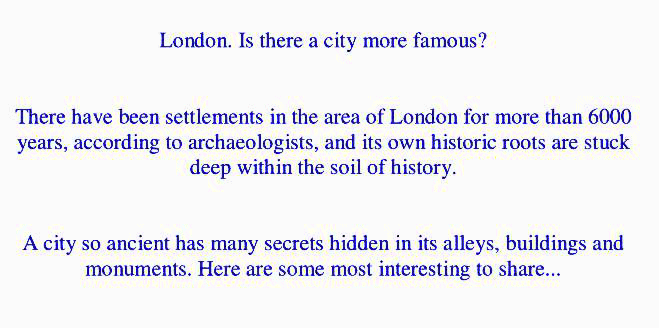 London. Is there a city more famous?
There have been settlements in the area of London for more than 6000
years, according to archaeologists, and its own historic roots are stuck
deep within the soil of history.
A city so ancient has many secrets hidden in its alleys, buildings and
monuments. Here are some most interesting to share...